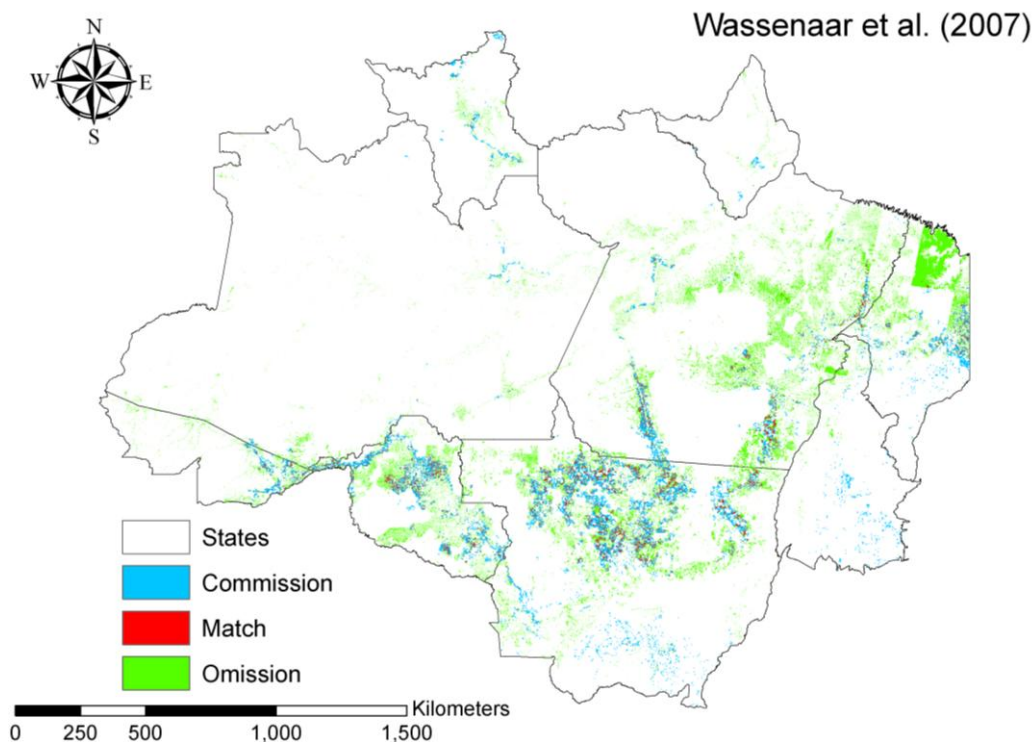 Wassenaar et al. (2007)
N
W E
S
States
Commission
Match
Omission
Kilometers
0 250 500 1,000 1,500